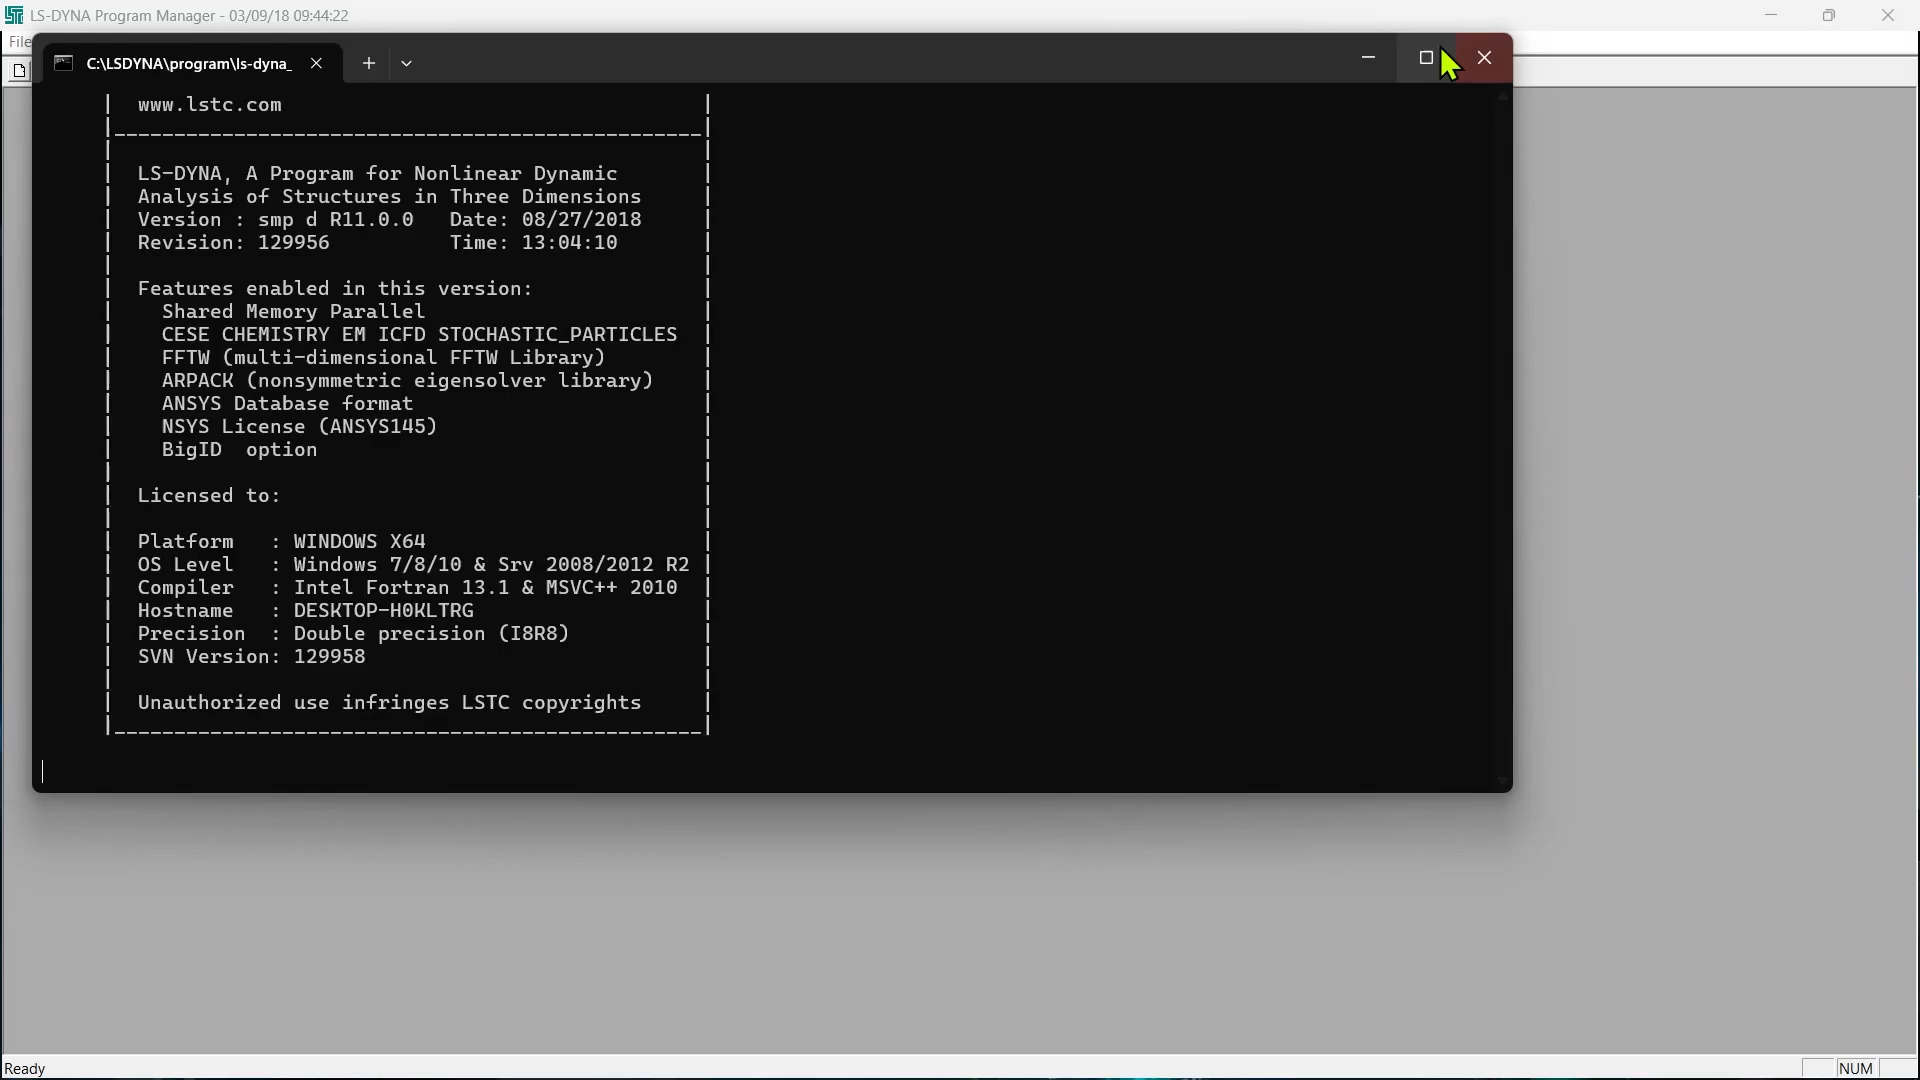 LS-DYNA Program Manager - 03/09/18 09:44:22
File
C:\LSDYNA\program\ls-dyna_
www.lstc.com
LS-DYNA, A Program for Nonlinear Dynamic
Analysis of Structures in Three Dimensions
Version : smp d R11.0.0 Date: 08/27/2018
Revision: 129956 Time: 13:04:10
Features enabled in this version:
Shared Memory Parallel
CESE CHEMISTRY EM ICFD STOCHASTIC_PARTICLES
FFTW (multi-dimensional FFTW Library)
ARPACK (nonsymmetric eigensolver library)
ANSYS Database format
NSYS License (ANSYS145)
BigID option
Licensed to:
Platform : WINDOWS X64
OS Level : Windows 7/8/10 & Srv 2008/2012 R2
Compiler : Intel Fortran 13.1 & MSVC++ 2010
Hostname : DESKTOP-H0KLTRG
Precision : Double precision (I8R8)
SVN Version: 129958
Unauthorized use infringes LSTC copyrights
Ready
NUM